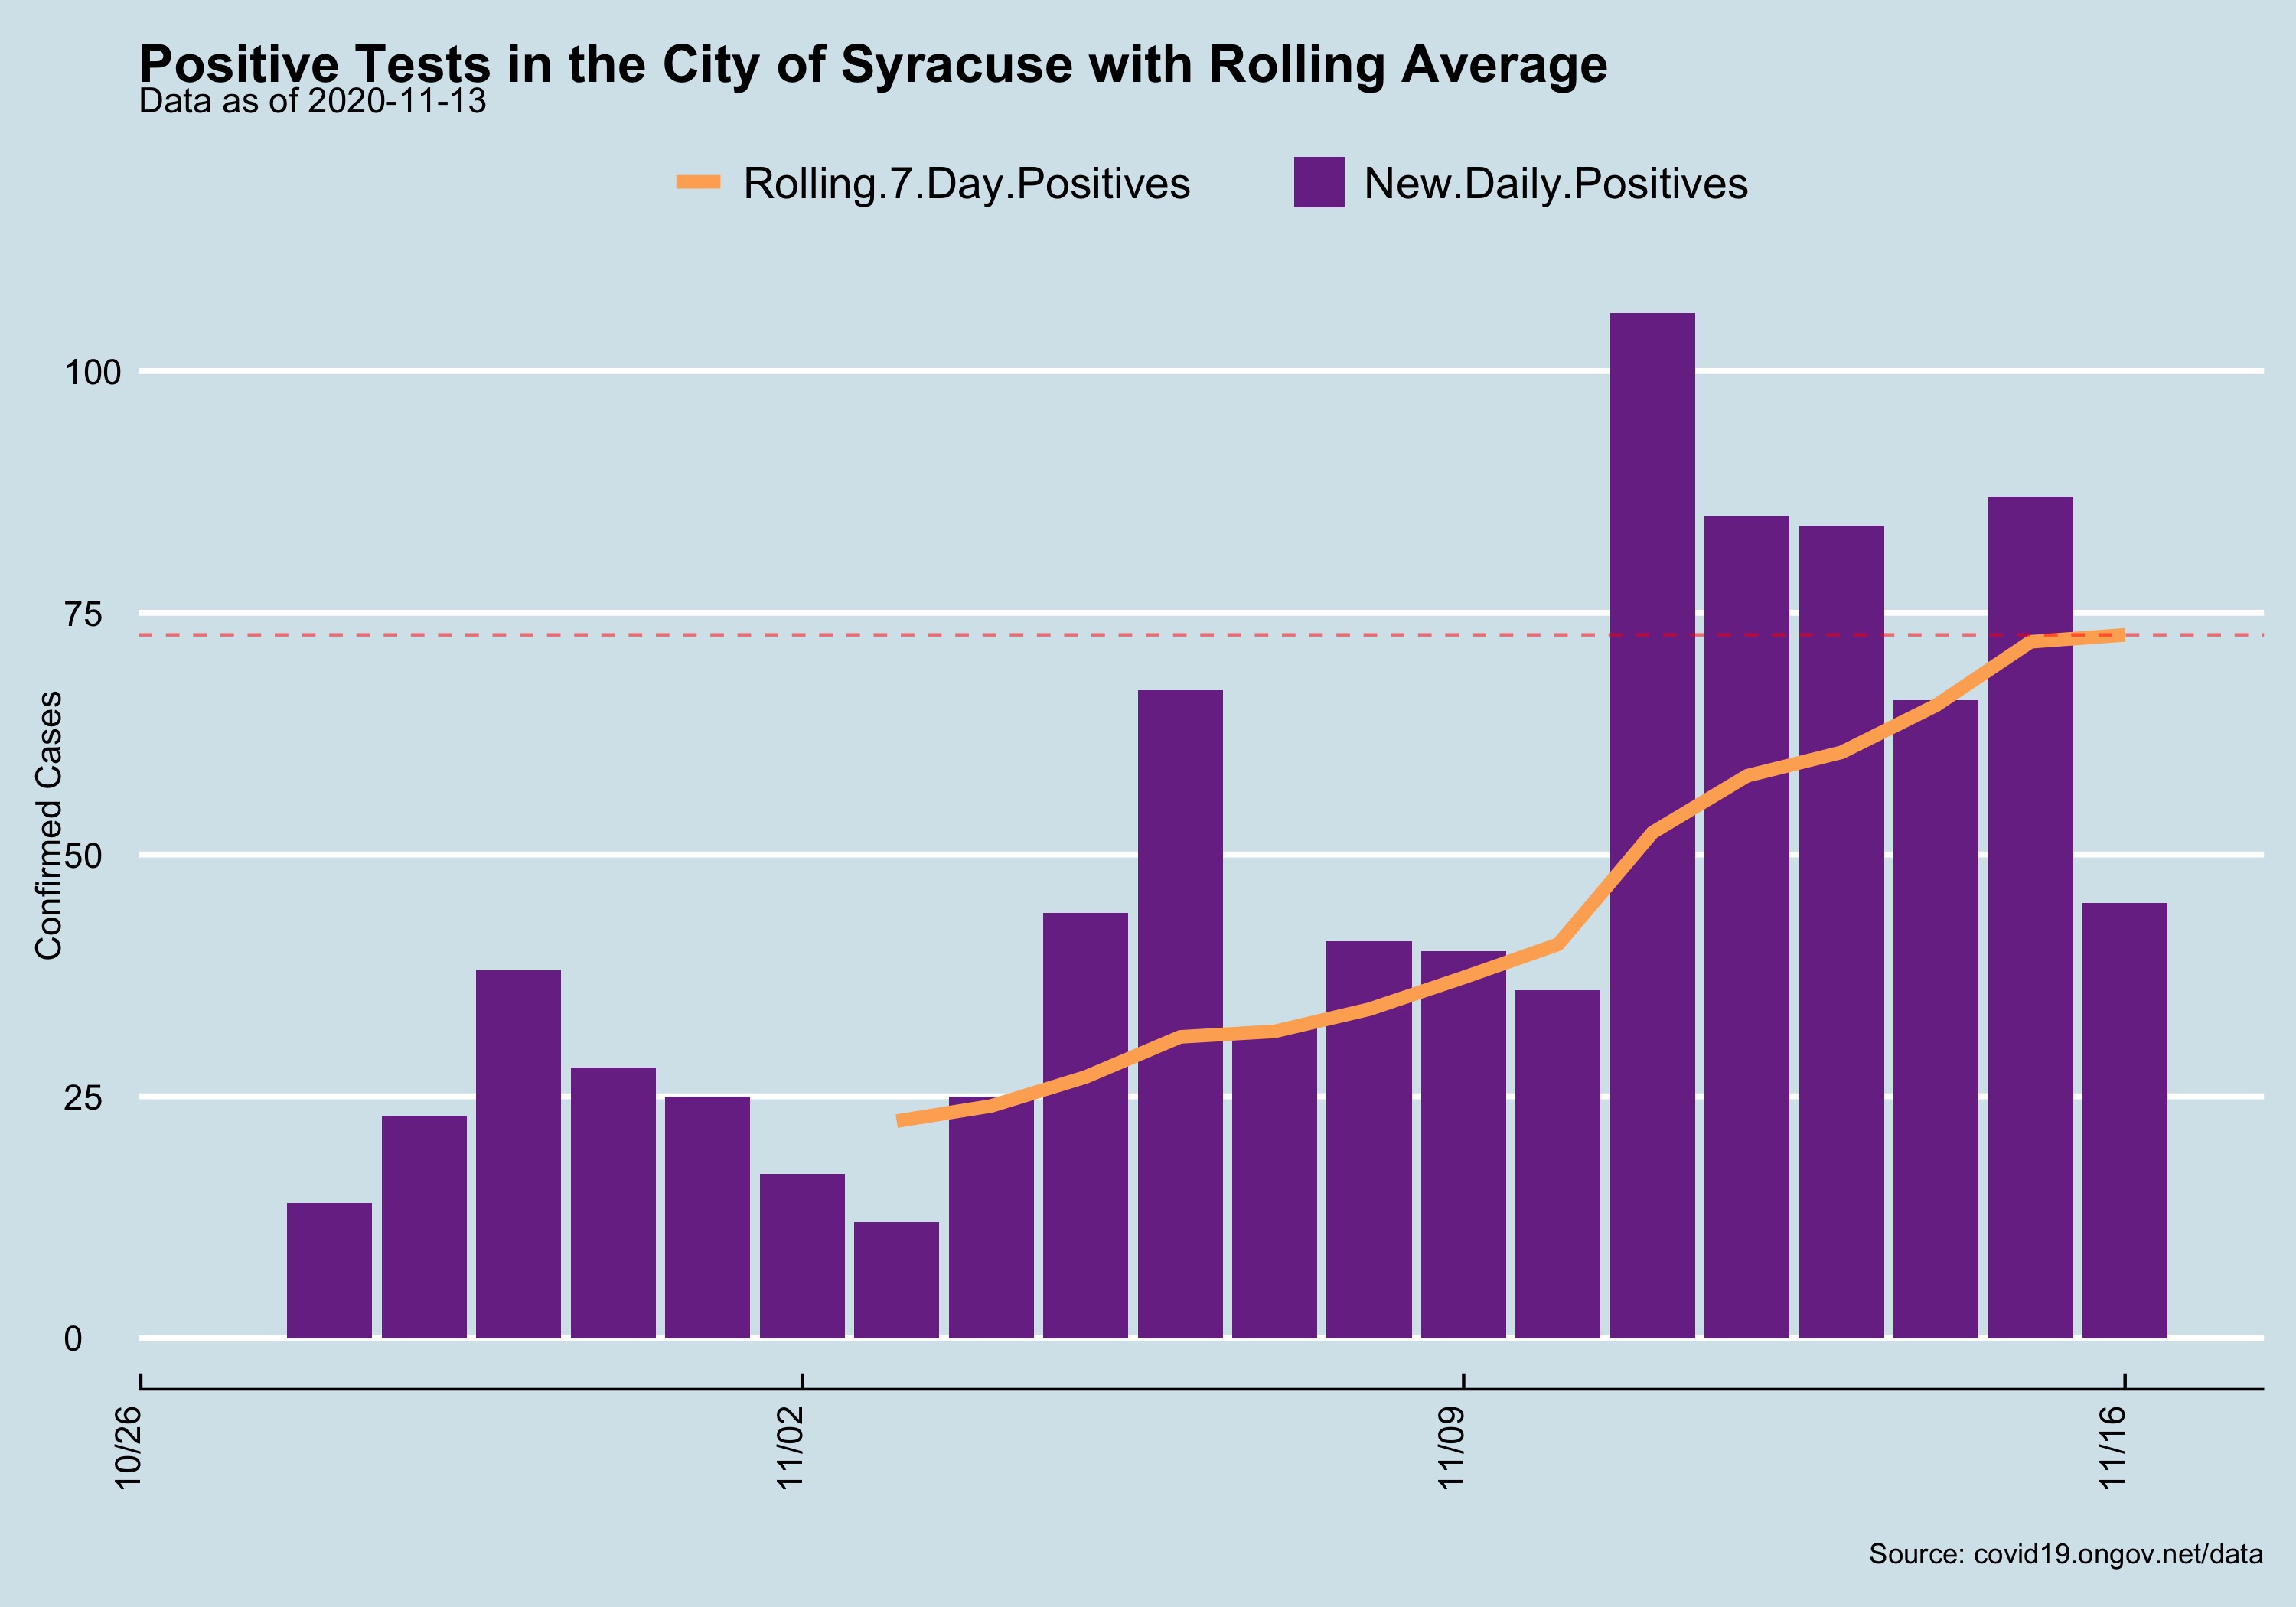 Positive Tests in the City of Syracuse with Rolling Average
Data as of 2020-11-13
Rolling.7.Day.Positives New.Daily.Positives
100
75
50
25
0
Confirmed Cases
10/26 11/02 11/09 11/16
Source: covid19.ongov.net/data